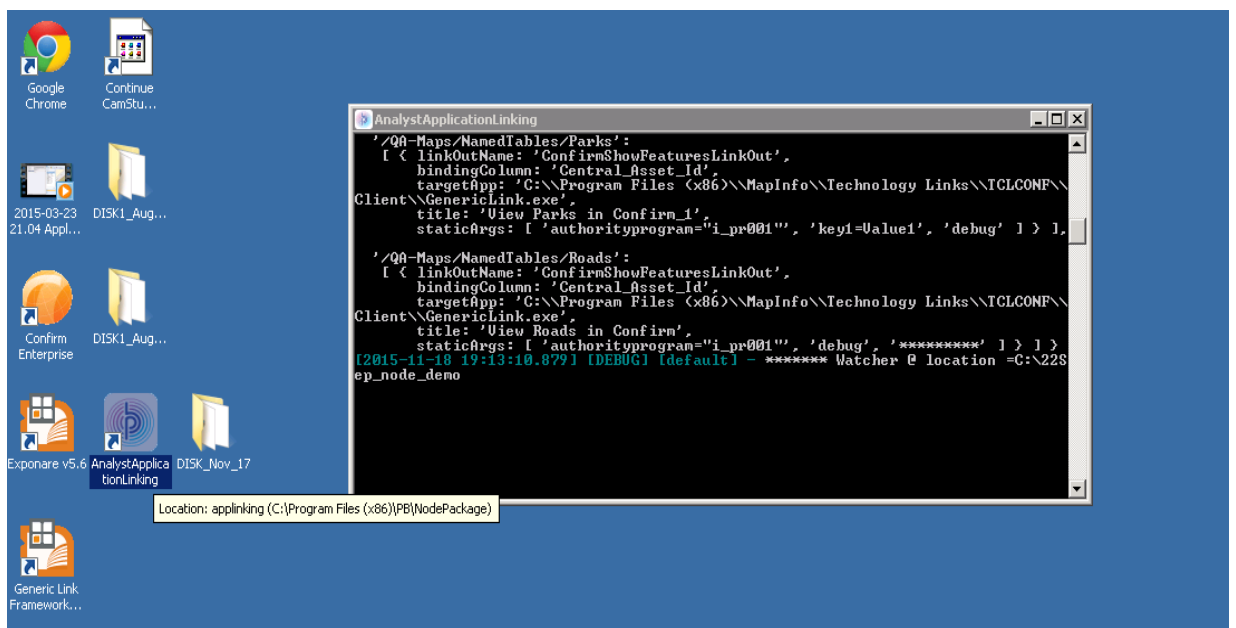 Google
Chrome
Continue
CamStu...
2015-03-23
21.04 Appl...
DISK1_Aug...
Confirm
Enterprise
DISK1_Aug...
Exponare v5.6
AnalystApplica
tionLinking
DISK_Nov_17
Location: applinking (C:\Program Files (x86)\PB\NodePackage)
Generic Link
Framework...
AnalystApplicationLinking
'/QA-Maps/NamedTables/Parks':
[ { linkOutName: 'ConfirmShowFeaturesLinkOut',
bindingColumn: 'Central_Asset_Id',
targetApp: 'C:\\Program Files (x86)\\MapInfo\\Technology Links\\TCLCONF\\
Client\\GenericLink.exe',
title: 'View Parks in Confirm_1',
staticArgs: [ 'authorityprogram="i_pr001"', 'key1=Value1', 'debug' ] } ],
'/QA-Maps/NamedTables/Roads':
[ { linkOutName: 'ConfirmShowFeaturesLinkOut',
bindingColumn: 'Central_Asset_Id',
targetApp: 'C:\\Program Files (x86)\\MapInfo\\Technology Links\\TCLCONF\\
Client\\GenericLink.exe',
title: 'View Roads in Confirm',
staticArgs: [ 'authorityprogram="i_pr001"', 'debug', '*********' ] } ] }
[2015-11-18 19:13:10.879] [DEBUG] [default] - ******* Watcher @ location =C:\22S
ep_node_demo